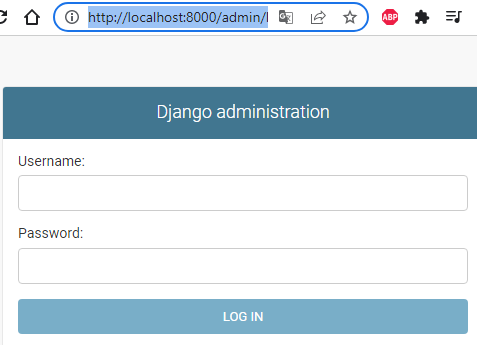 http://localhost:8000/admin/l
ABP
Django administration
Username:
Password:
LOG IN